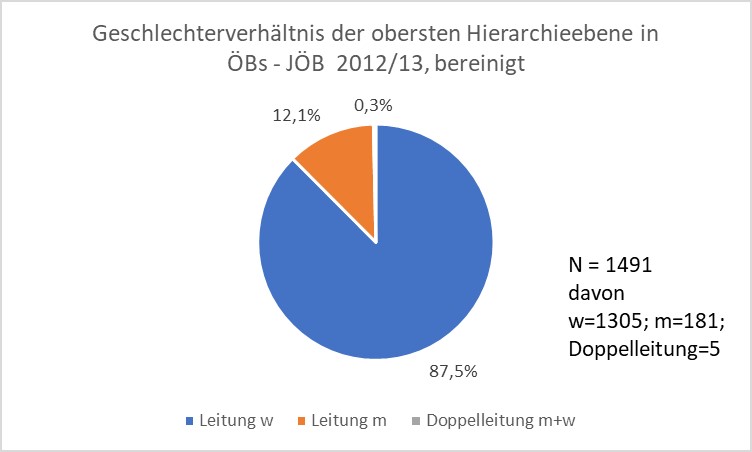 Geschlechterverhältnis der obersten Hierarchieebene in
ÖBs - JÖB 2012/13, bereinigt
12,1%
0,3%
N = 1491
davon
w=1305; m=181;
Doppelleitung=5
87,5%
Leitung w
Leitung m
Doppelleitung m+w